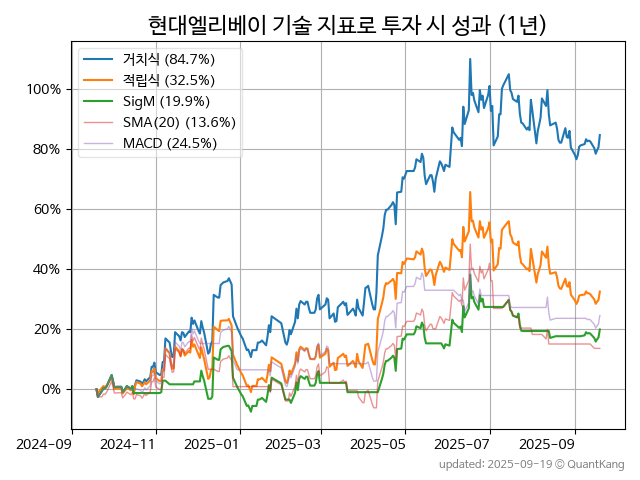 현대엘리베이 기술 지표로 투자 시 성과 (1년)
거치식 (84.7%)
적립식 (32.5%)
SigM (19.9%)
SMA(20) (13.6%)
MACD (24.5%)
100%
80%
60%
40%
20%
0%
2024-09 2024-11 2025-01 2025-03 2025-05 2025-07 2025-09
updated: 2025-09-19 © QuantKang